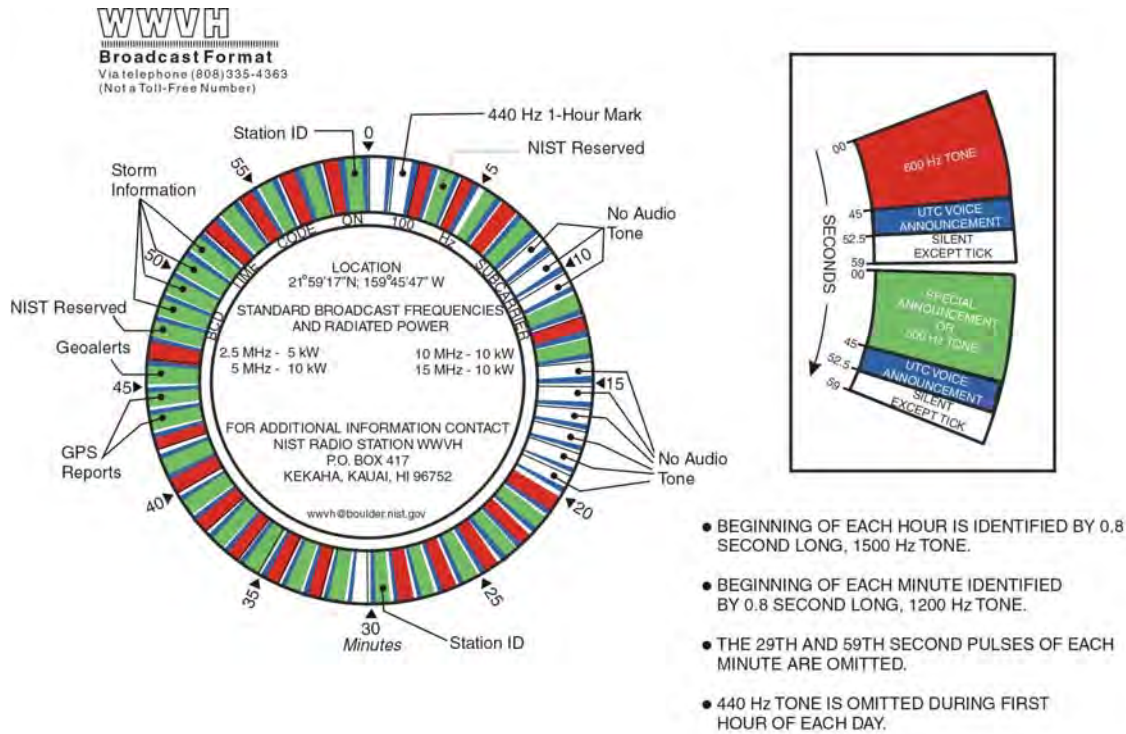 WWVH
Broadcast Format
Via telephone (808)335-4363
(Not a Toll-Free Number)
Station ID
0
440 Hz 1-Hour Mark
NIST Reserved
5
No Audio
Tone
10
15
No Audio
Tone
20
25
Station ID
30
Minutes
35
40
GPS
Reports
45
Geoalerts
NIST Reserved
50
Storm
Information
55
BCD TIME CODE ON 100 Hz SUBCARRIER
LOCATION
21°59'17"N; 159°45'47" W
STANDARD BROADCAST FREQUENCIES
AND RADIATED POWER
2.5 MHz - 5 kW 10 MHz - 10 kW
5 MHz - 10 kW 15 MHz - 10 kW
FOR ADDITIONAL INFORMATION CONTACT
NIST RADIO STATION WWVH
P.O. BOX 417
KEKAHA, KAUAI, HI 96752
wwvh@boulder.nist.gov
SECONDS
00
600 Hz TONE
45
UTC VOICE
ANNOUNCEMENT
52.5
SILENT
EXCEPT TICK
59
00
SPECIAL
ANNOUNCEMENT
OR
500 Hz TONE
45
UTC VOICE
ANNOUNCEMENT
52.5
SILENT
EXCEPT TICK
59
● BEGINNING OF EACH HOUR IS IDENTIFIED BY 0.8
SECOND LONG, 1500 Hz TONE.
● BEGINNING OF EACH MINUTE IDENTIFIED
BY 0.8 SECOND LONG, 1200 Hz TONE.
● THE 29TH AND 59TH SECOND PULSES OF EACH
MINUTE ARE OMITTED.
● 440 Hz TONE IS OMITTED DURING FIRST
HOUR OF EACH DAY.